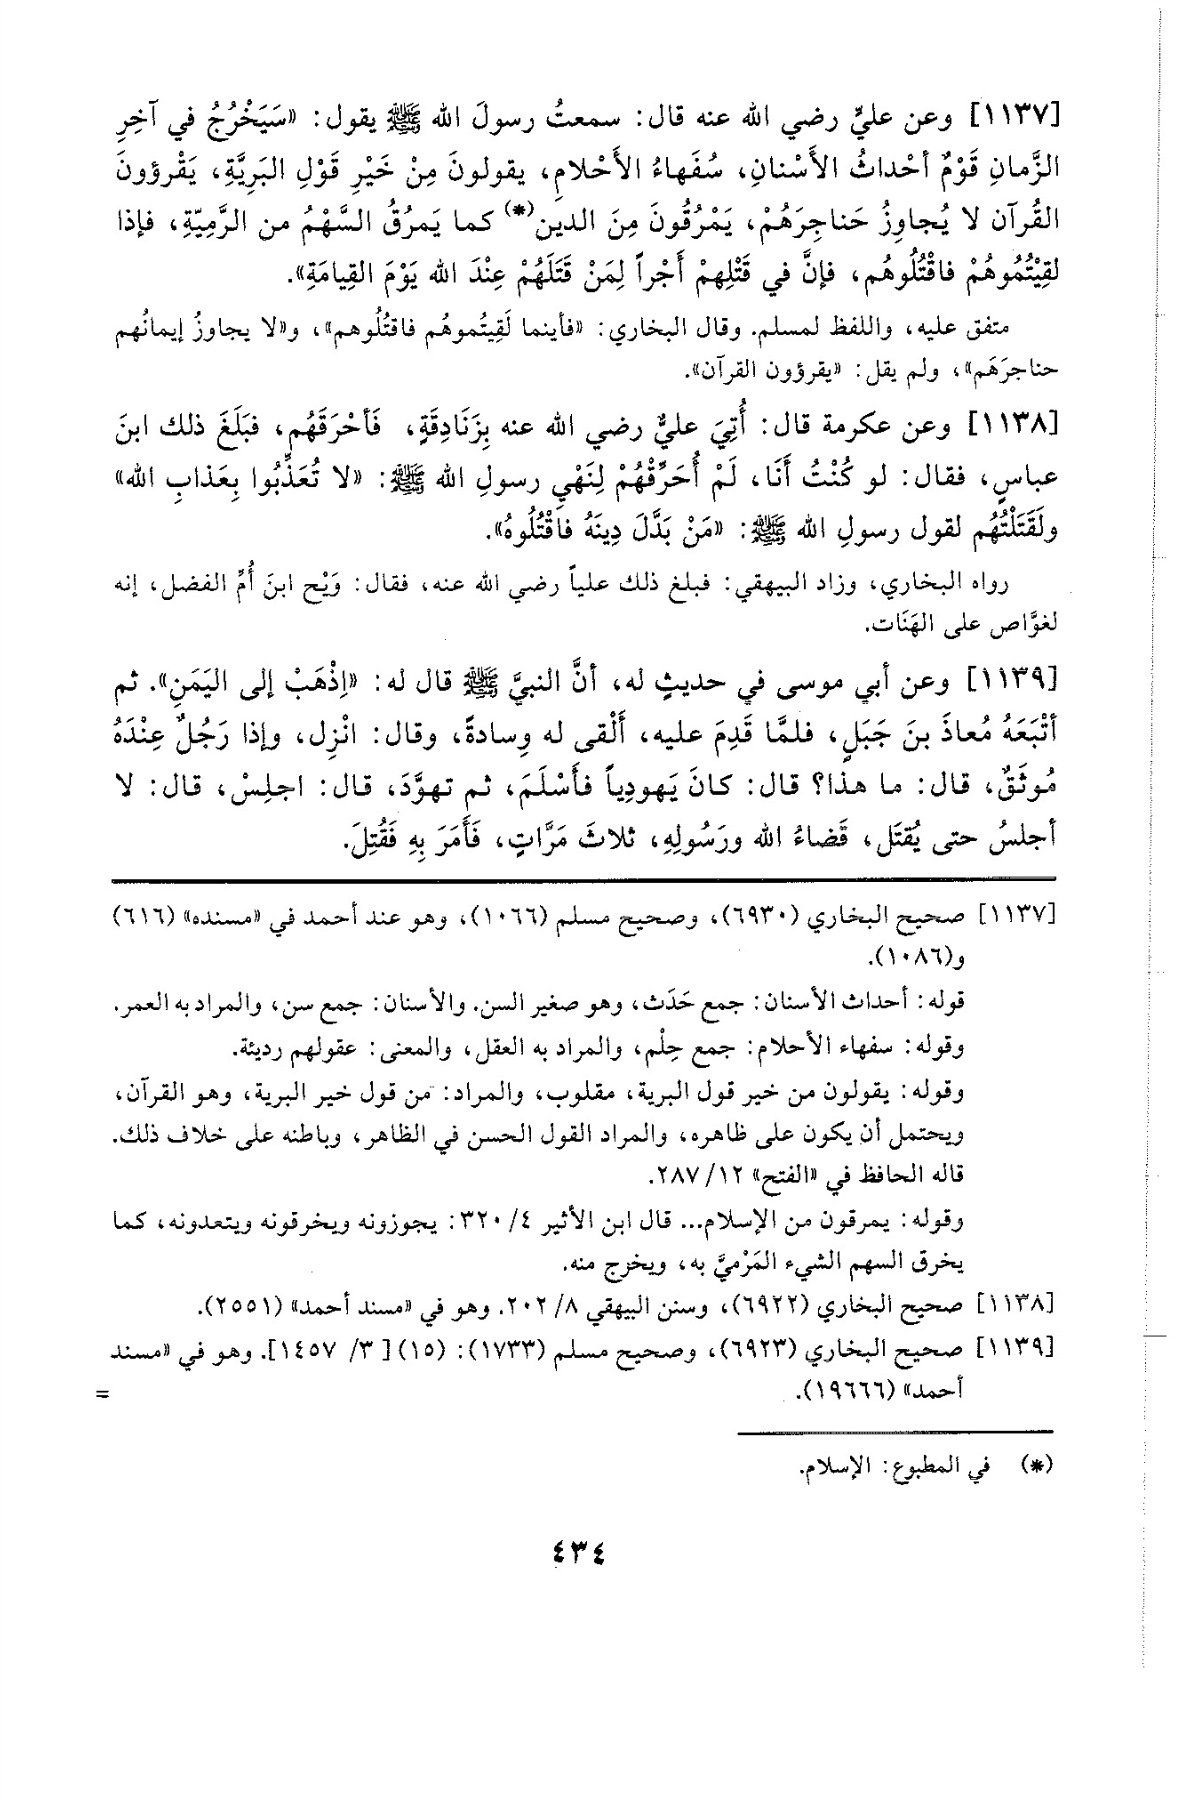 [١١٣٧] وعن عليٍّ رضي الله عنه قال: سمعتُ رسولَ الله ﷺ يقول: «سَيَخْرُجُ في آخِرِ
الزَّمانِ قَوْمٌ أحْداثُ الأَسْنانِ، سُفَهاءُ الأَحْلامِ، يقولونَ مِنْ خَيْرِ قَوْلِ البَرِيَّةِ، يَقْرؤونَ
القُرآن لا يُجاوِزُ حَناجِرَهُمْ، يَمْرُقُونَ مِنَ الدين(*) كما يَمرُقُ السَّهْمُ من الرَّمِيّةِ، فإذا
لقِيْتُمُوهُمْ فاقْتُلُوهُم، فإنَّ في قَتْلِهمْ أَجْراً لِمَنْ قَتَلَهُمْ عِنْدَ الله يَوْمَ القِيامَةِ».
متفق عليه، واللفظ لمسلم. وقال البخاري: «فأينما لَقِيتُموهُم فاقتُلُوهم»، و«لا يجاوزُ إيمانُهم
حناجرَهَم»، ولم يقل: «يقرؤون القرآن».
[١١٣٨] وعن عكرمة قال: أُتِيَ عليٌّ رضي الله عنه بِزَنَادِقَةٍ، فَأحْرَقَهُم، فبَلَغَ ذلك ابنَ
عباسٍ، فقال: لو كُنْتُ أَنَا، لَمْ أُحَرِّقْهُمْ لِنَهْيِ رسولِ الله ﷺ: «لا تُعَذِّبُوا بِعَذابِ الله»
ولَقَتَلْتُهُم لقول رسولِ الله ﷺ: «مَنْ بَدَّلَ دِينَهُ فاقْتُلُوهُ».
رواه البخاري، وزاد البيهقي: فبلغ ذلك علياً رضي الله عنه، فقال: وَيْح ابنَ أُمِّ الفضل، إنه
لغوَّاص على الهَنَات.
[١١٣٩] وعن أبي موسى في حديثٍ له، أنَّ النبيَّ ﷺ قال له: «اِذْهَبْ إلى اليَمَنِ». ثم
أتْبَعَهُ مُعاذَ بنَ جَبَلٍ، فلمَّا قَدِمَ عليه، أَلْقى له وِسادةً، وقال: انْزِل، وإذا رَجُلٌ عِنْدَهُ
مُوثَقٌ، قال: ما هذا؟ قال: كانَ يَهودِياً فأَسْلَمَ، ثم تهوَّدَ، قال: اجلِسْ، قال: لا
أجلسُ حتى يُقتَل، قَضاءُ الله ورَسُولِهِ، ثلاثَ مَرَّاتٍ، فَأَمَرَ بِهِ فَقُتِلَ.
[١١٣٧] صحيح البخاري (٦٩٣٠)، وصحيح مسلم (١٠٦٦)، وهو عند أحمد في «مسنده» (٦١٦)
و(١٠٨٦).
قوله: أحداث الأسنان: جمع حَدَث، وهو صغير السن. والأسنان: جمع سن، والمراد به العمر.
وقوله: سفهاء الأحلام: جمع حِلْم، والمراد به العقل، والمعنى: عقولهم رديئة.
وقوله: يقولون من خير قول البرية، مقلوب، والمراد: من قول خير البرية، وهو القرآن،
ويحتمل أن يكون على ظاهره، والمراد القول الحسن في الظاهر، وباطنه على خلاف ذلك.
قاله الحافظ في «الفتح» ١٢/ ٢٨٧.
وقوله: يمرقون من الإسلام... قال ابن الأثير ٤/ ٣٢٠: يجوزونه ويخرقونه ويتعدونه، كما
يخرق السهم الشيء المَرْميَّ به، ويخرج منه.
[١١٣٨] صحيح البخاري (٦٩٢٢)، وسنن البيهقي ٨/ ٢٠٢. وهو في «مسند أحمد» (٢٥٥١).
[١١٣٩] صحيح البخاري (٦٩٢٣)، وصحيح مسلم (١٧٣٣): (١٥) [٣/ ١٤٥٧]. وهو في «مسند
أحمد» (١٩٦٦٦). =
(*) في المطبوع: الإسلام.
٤٣٤